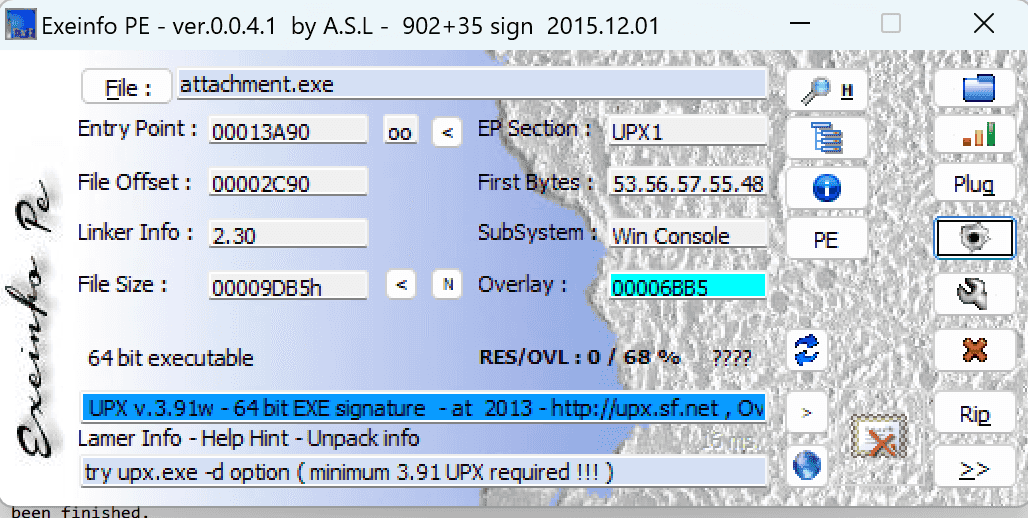 Exeinfo PE - ver.0.0.4.1 by A.S.L - 902+35 sign 2015.12.01
File : attachment.exe H
Entry Point : 00013A90 oo < EP Section : UPX1
File Offset : 00002C90 First Bytes : 53.56.57.55.48 Plug
Linker Info : 2.30 SubSystem : Win Console PE
File Size : 00009DB5h < N Overlay : 00006BB5
64 bit executable RES/OVL : 0 / 68 % ????
UPX v.3.91w - 64 bit EXE signature - at 2013 - http://upx.sf.net , Ov > Rip
Lamer Info - Help Hint - Unpack info 16 ms.
try upx.exe -d option ( minimum 3.91 UPX required !!! ) >>
Exeinfo Pe
been finished.